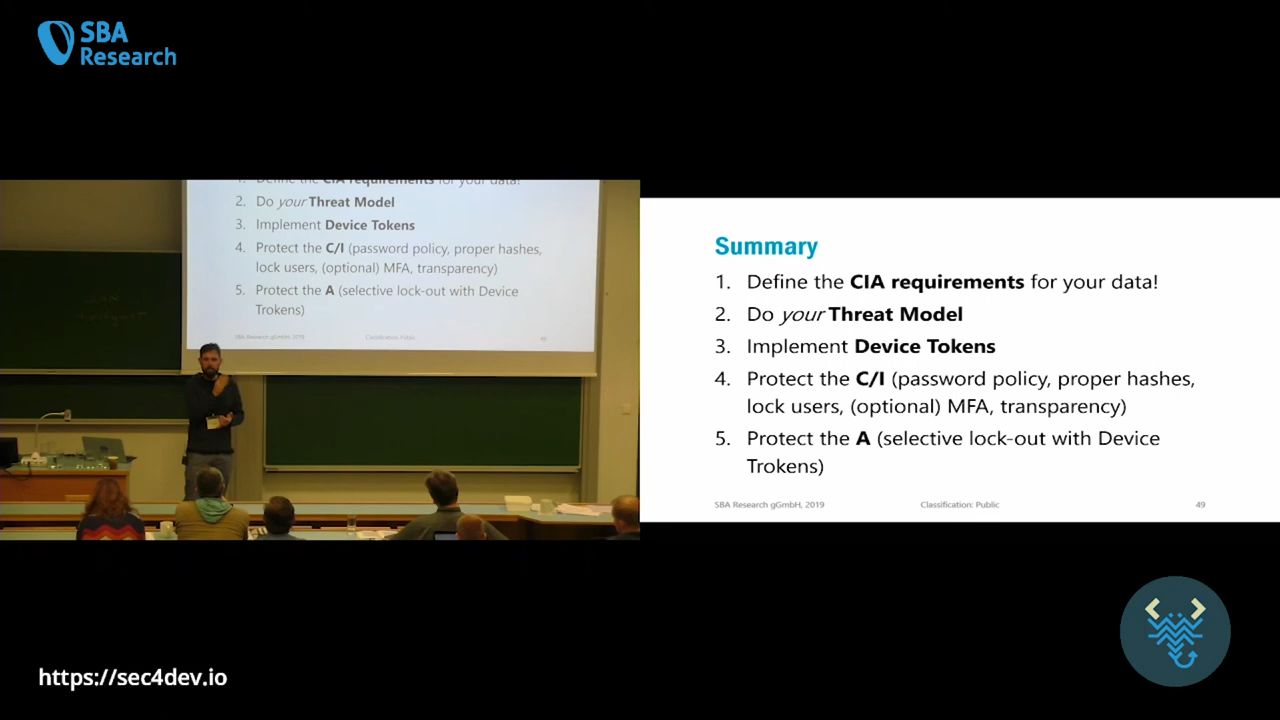 SBA
Research
1. Define the CIA requirements for your data!
2. Do your Threat Model
3. Implement Device Tokens
4. Protect the C/I (password policy, proper hashes,
lock users, (optional) MFA, transparency)
5. Protect the A (selective lock-out with Device
Trokens)
SBA Research gGmbH, 2019
Classification: Public
Summary
1. Define the CIA requirements for your data!
2. Do your Threat Model
3. Implement Device Tokens
4. Protect the C/I (password policy, proper hashes,
lock users, (optional) MFA, transparency)
5. Protect the A (selective lock-out with Device
Trokens)
SBA Research gGmbH, 2019
Classification: Public
49
https://sec4dev.io